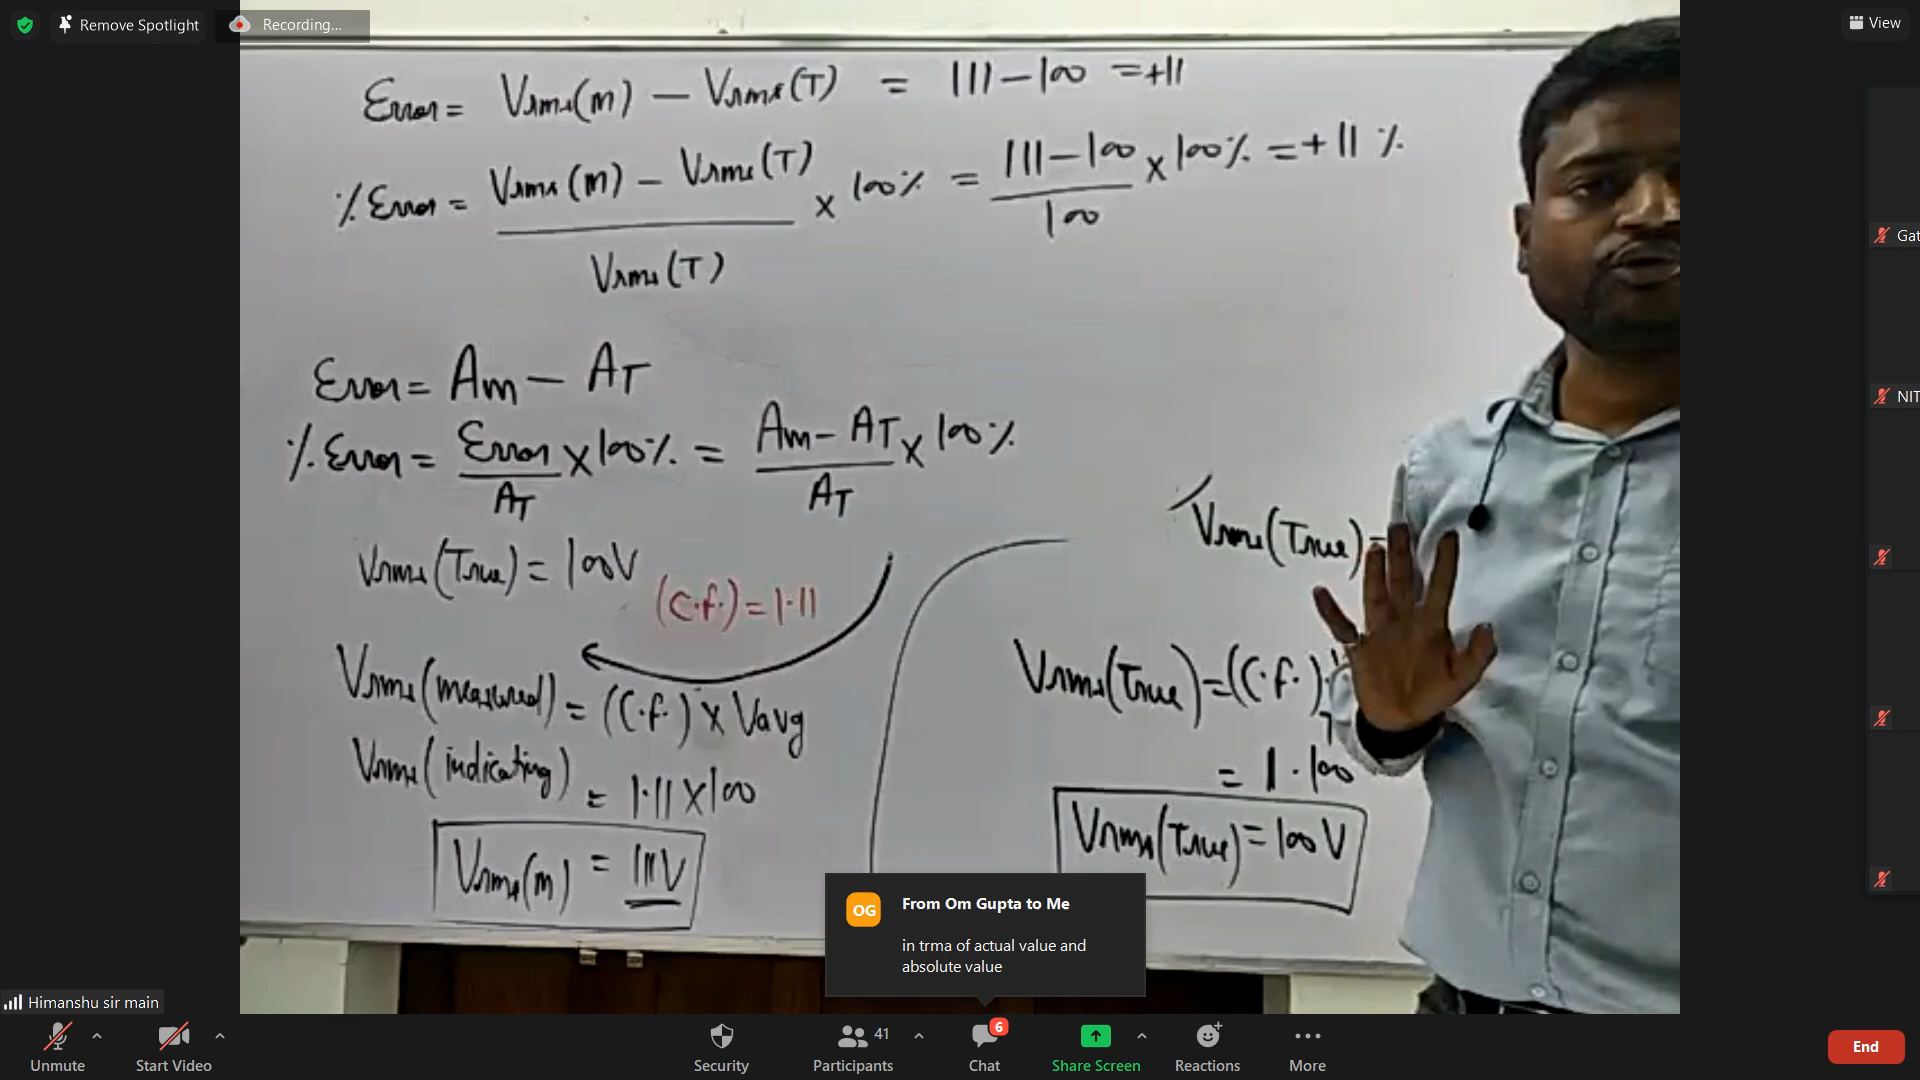 Remove Spotlight
Recording...
View
Error = Vrms(m) − Vrms(T) = 111 − 100 = +11
% Error = Vrms(m) − Vrms(T) / Vrms(T) × 100% = 111 − 100 / 100 × 100% = +11 %
Error = Am − AT
% Error = Error / AT × 100% = Am − AT / AT × 100%
Vrms(True) = 100V
(C.f.) = 1.11
Vrms(measured) = (C.f.) × Vavg
Vrms(indicating) = 1.11 × 100
Vrms(m) = 111V
Vrms(True) =
Vrms(True) = (C.f.)
= 1.100
Vrms(True) = 100V
Gat
NIT
OG
From Om Gupta to Me
in trma of actual value and
absolute value
Himanshu sir main
Unmute
Start Video
Security
41
Participants
6
Chat
Share Screen
Reactions
More
End